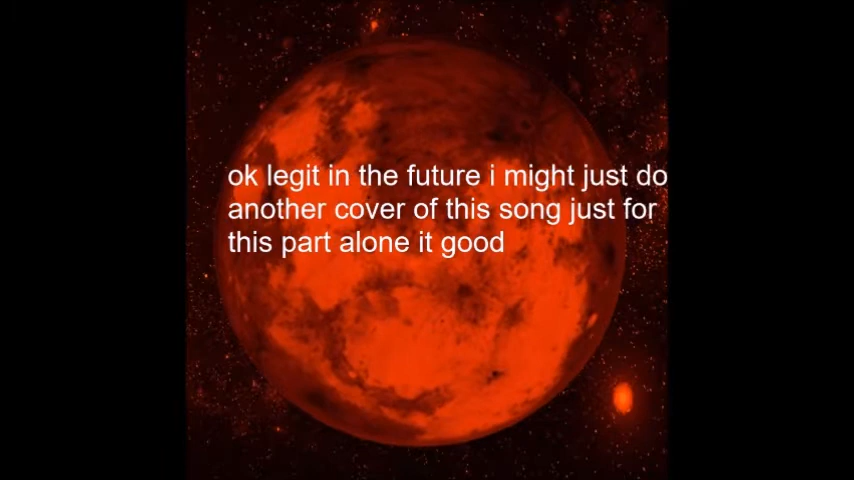 ok legit in the future i might just do
another cover of this song just for
this part alone it good